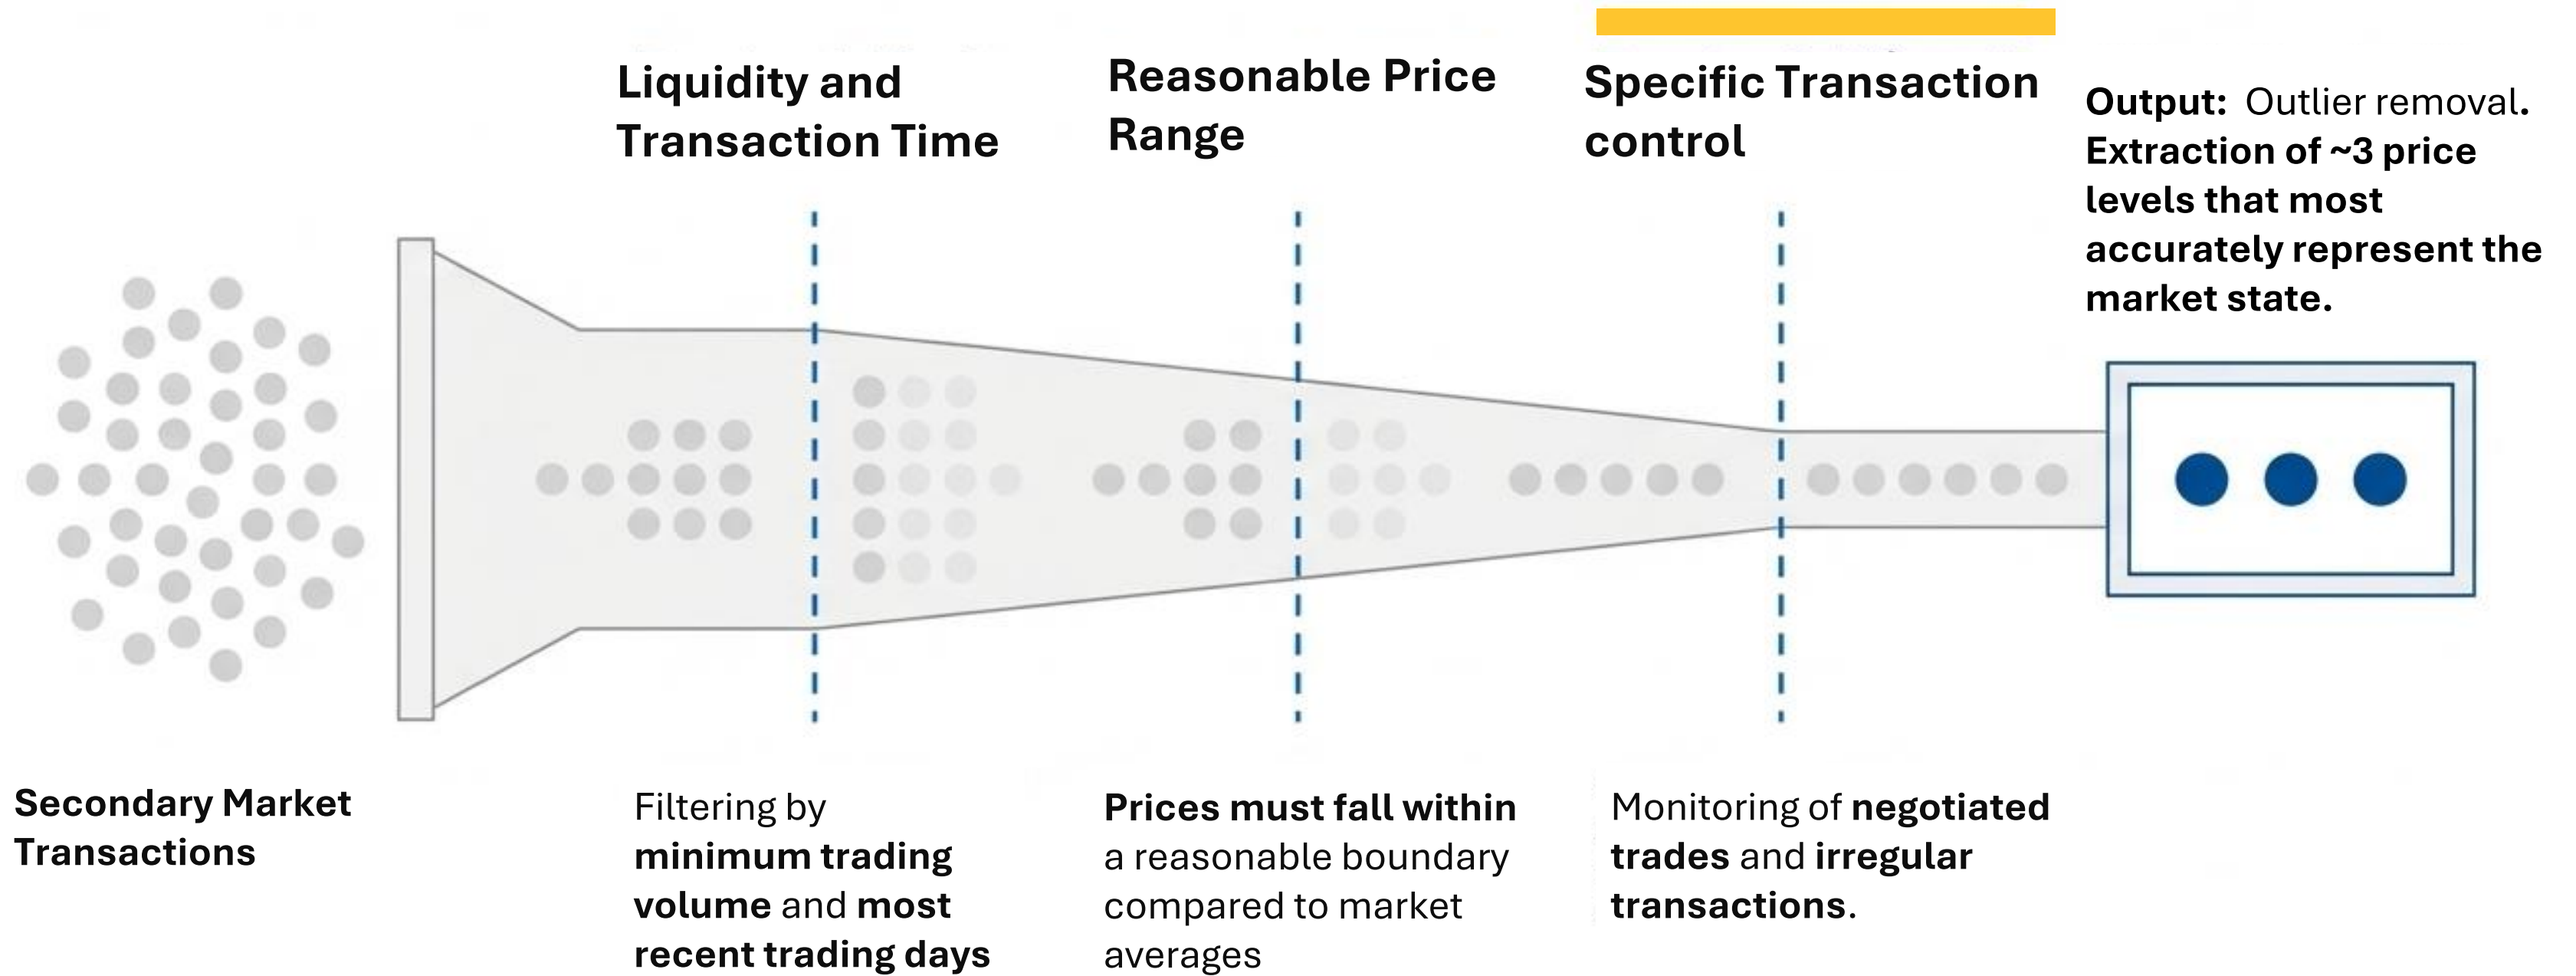 Liquidity and
Transaction Time
Reasonable Price
Range
Specific Transaction
control
Output: Outlier removal.
Extraction of ~3 price
levels that most
accurately represent the
market state.
Secondary Market
Transactions
Filtering by
minimum trading
volume and most
recent trading days
Prices must fall within
a reasonable boundary
compared to market
averages
Monitoring of negotiated
trades and irregular
transactions.